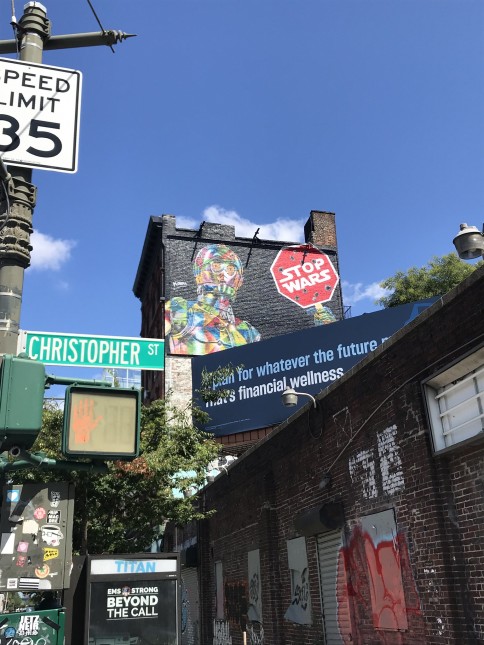 SPEED
LIMIT
35
STOP
WARS
CHRISTOPHER ST
plan for whatever the future
that's financial wellness.
TITAN
EMS STRONG
BEYOND
THE CALL